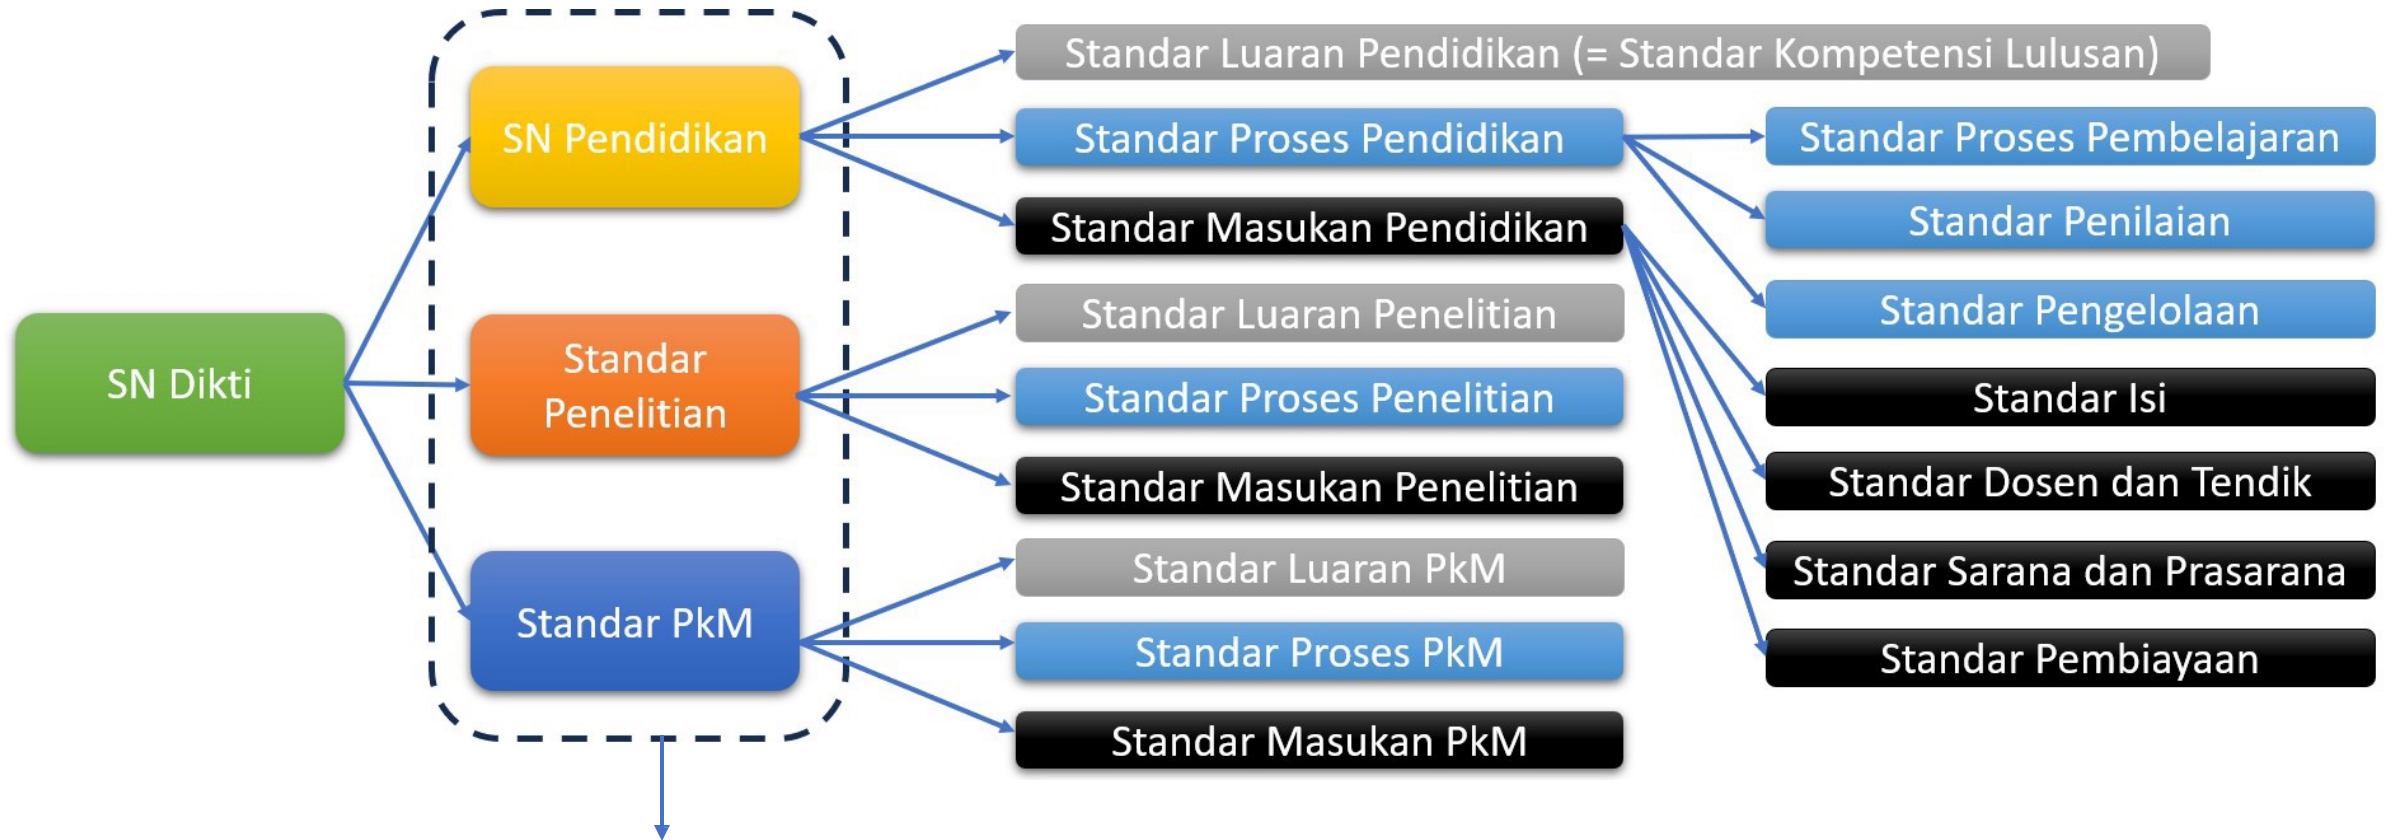 SN Dikti
SN Pendidikan
Standar
Penelitian
Standar PkM
Standar Luaran Pendidikan (= Standar Kompetensi Lulusan)
Standar Proses Pendidikan
Standar Masukan Pendidikan
Standar Luaran Penelitian
Standar Proses Penelitian
Standar Masukan Penelitian
Standar Luaran PkM
Standar Proses PkM
Standar Masukan PkM
Standar Proses Pembelajaran
Standar Penilaian
Standar Pengelolaan
Standar Isi
Standar Dosen dan Tendik
Standar Sarana dan Prasarana
Standar Pembiayaan